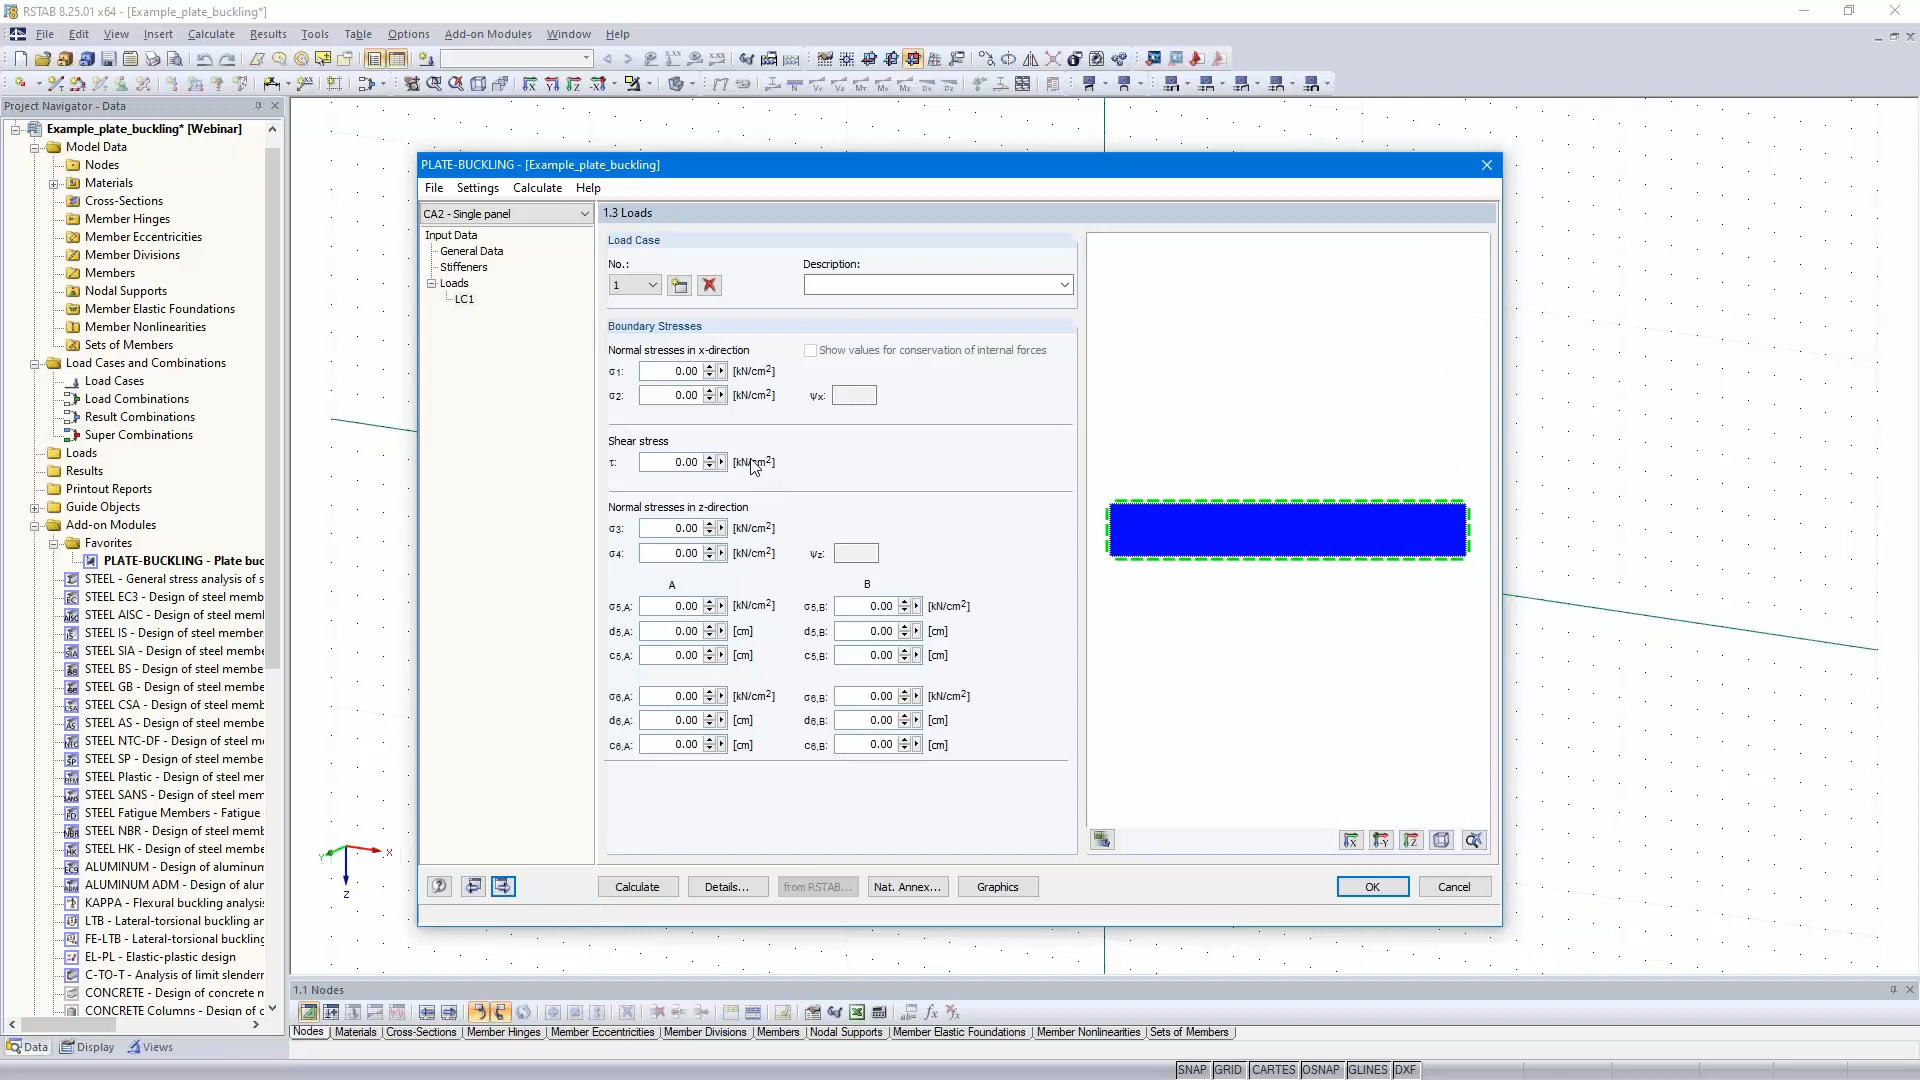 RSTAB 8.25.01 x64 - [Example_plate_buckling*]
File Edit View Insert Calculate Results Tools Table Options Add-on Modules Window Help
Project Navigator - Data
Example_plate_buckling* [Webinar]
Model Data
Nodes
Materials
Cross-Sections
Member Hinges
Member Eccentricities
Member Divisions
Members
Nodal Supports
Member Elastic Foundations
Member Nonlinearities
Sets of Members
Load Cases and Combinations
Load Cases
Load Combinations
Result Combinations
Super Combinations
Loads
Results
Printout Reports
Guide Objects
Add-on Modules
Favorites
PLATE-BUCKLING - Plate buc
STEEL - General stress analysis of s
STEEL EC3 - Design of steel membe
STEEL AISC - Design of steel membe
STEEL IS - Design of steel member
STEEL SIA - Design of steel membe
STEEL BS - Design of steel membe
STEEL GB - Design of steel membe
STEEL CSA - Design of steel membe
STEEL AS - Design of steel membe
STEEL NTC-DF - Design of steel me
STEEL SP - Design of steel membe
STEEL Plastic - Design of steel mer
STEEL SANS - Design of steel mem
STEEL Fatigue Members - Fatigue
STEEL NBR - Design of steel memb
STEEL HK - Design of steel membe
ALUMINUM - Design of aluminum
ALUMINUM ADM - Design of alur
KAPPA - Flexural buckling analysis
LTB - Lateral-torsional buckling ar
FE-LTB - Lateral-torsional buckling
EL-PL - Elastic-plastic design
C-TO-T - Analysis of limit slenderr
CONCRETE - Design of concrete m
CONCRETE Columns - Design of c
Data Display Views
PLATE-BUCKLING - [Example_plate_buckling]
File Settings Calculate Help
CA2 - Single panel
Input Data
General Data
Stiffeners
Loads
LC1
1.3 Loads
Load Case
No.: Description:
1
Boundary Stresses
Normal stresses in x-direction Show values for conservation of internal forces
σ1: 0.00 [kN/cm2]
σ2: 0.00 [kN/cm2] ψx:
Shear stress
τ: 0.00 [kN/cm2]
Normal stresses in z-direction
σ3: 0.00 [kN/cm2]
σ4: 0.00 [kN/cm2] ψz:
A B
σ5,A: 0.00 [kN/cm2] σ5,B: 0.00 [kN/cm2]
d5,A: 0.00 [cm] d5,B: 0.00 [cm]
c5,A: 0.00 [cm] c5,B: 0.00 [cm]
σ6,A: 0.00 [kN/cm2] σ6,B: 0.00 [kN/cm2]
d6,A: 0.00 [cm] d6,B: 0.00 [cm]
c6,A: 0.00 [cm] c6,B: 0.00 [cm]
Calculate Details... from RSTAB... Nat. Annex... Graphics OK Cancel
X
Y
Z
1.1 Nodes
Nodes Materials Cross-Sections Member Hinges Member Eccentricities Member Divisions Members Nodal Supports Member Elastic Foundations Member Nonlinearities Sets of Members
SNAP GRID CARTES OSNAP GLINES DXF